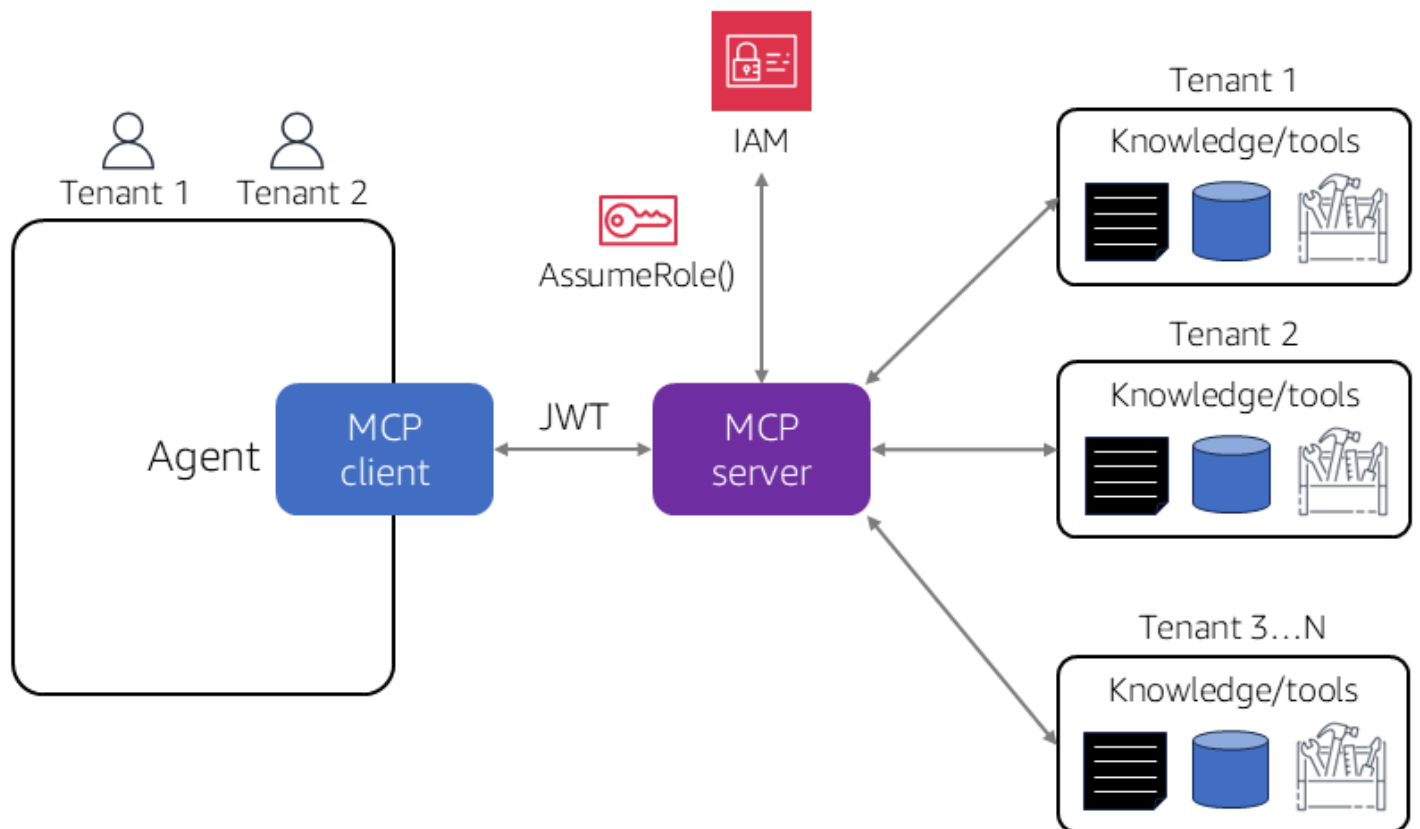 IAM
Tenant 1
Knowledge/tools
Tenant 1
Tenant 2
AssumeRole()
Agent
MCP
client
JWT
MCP
server
Tenant 2
Knowledge/tools
Tenant 3...N
Knowledge/tools